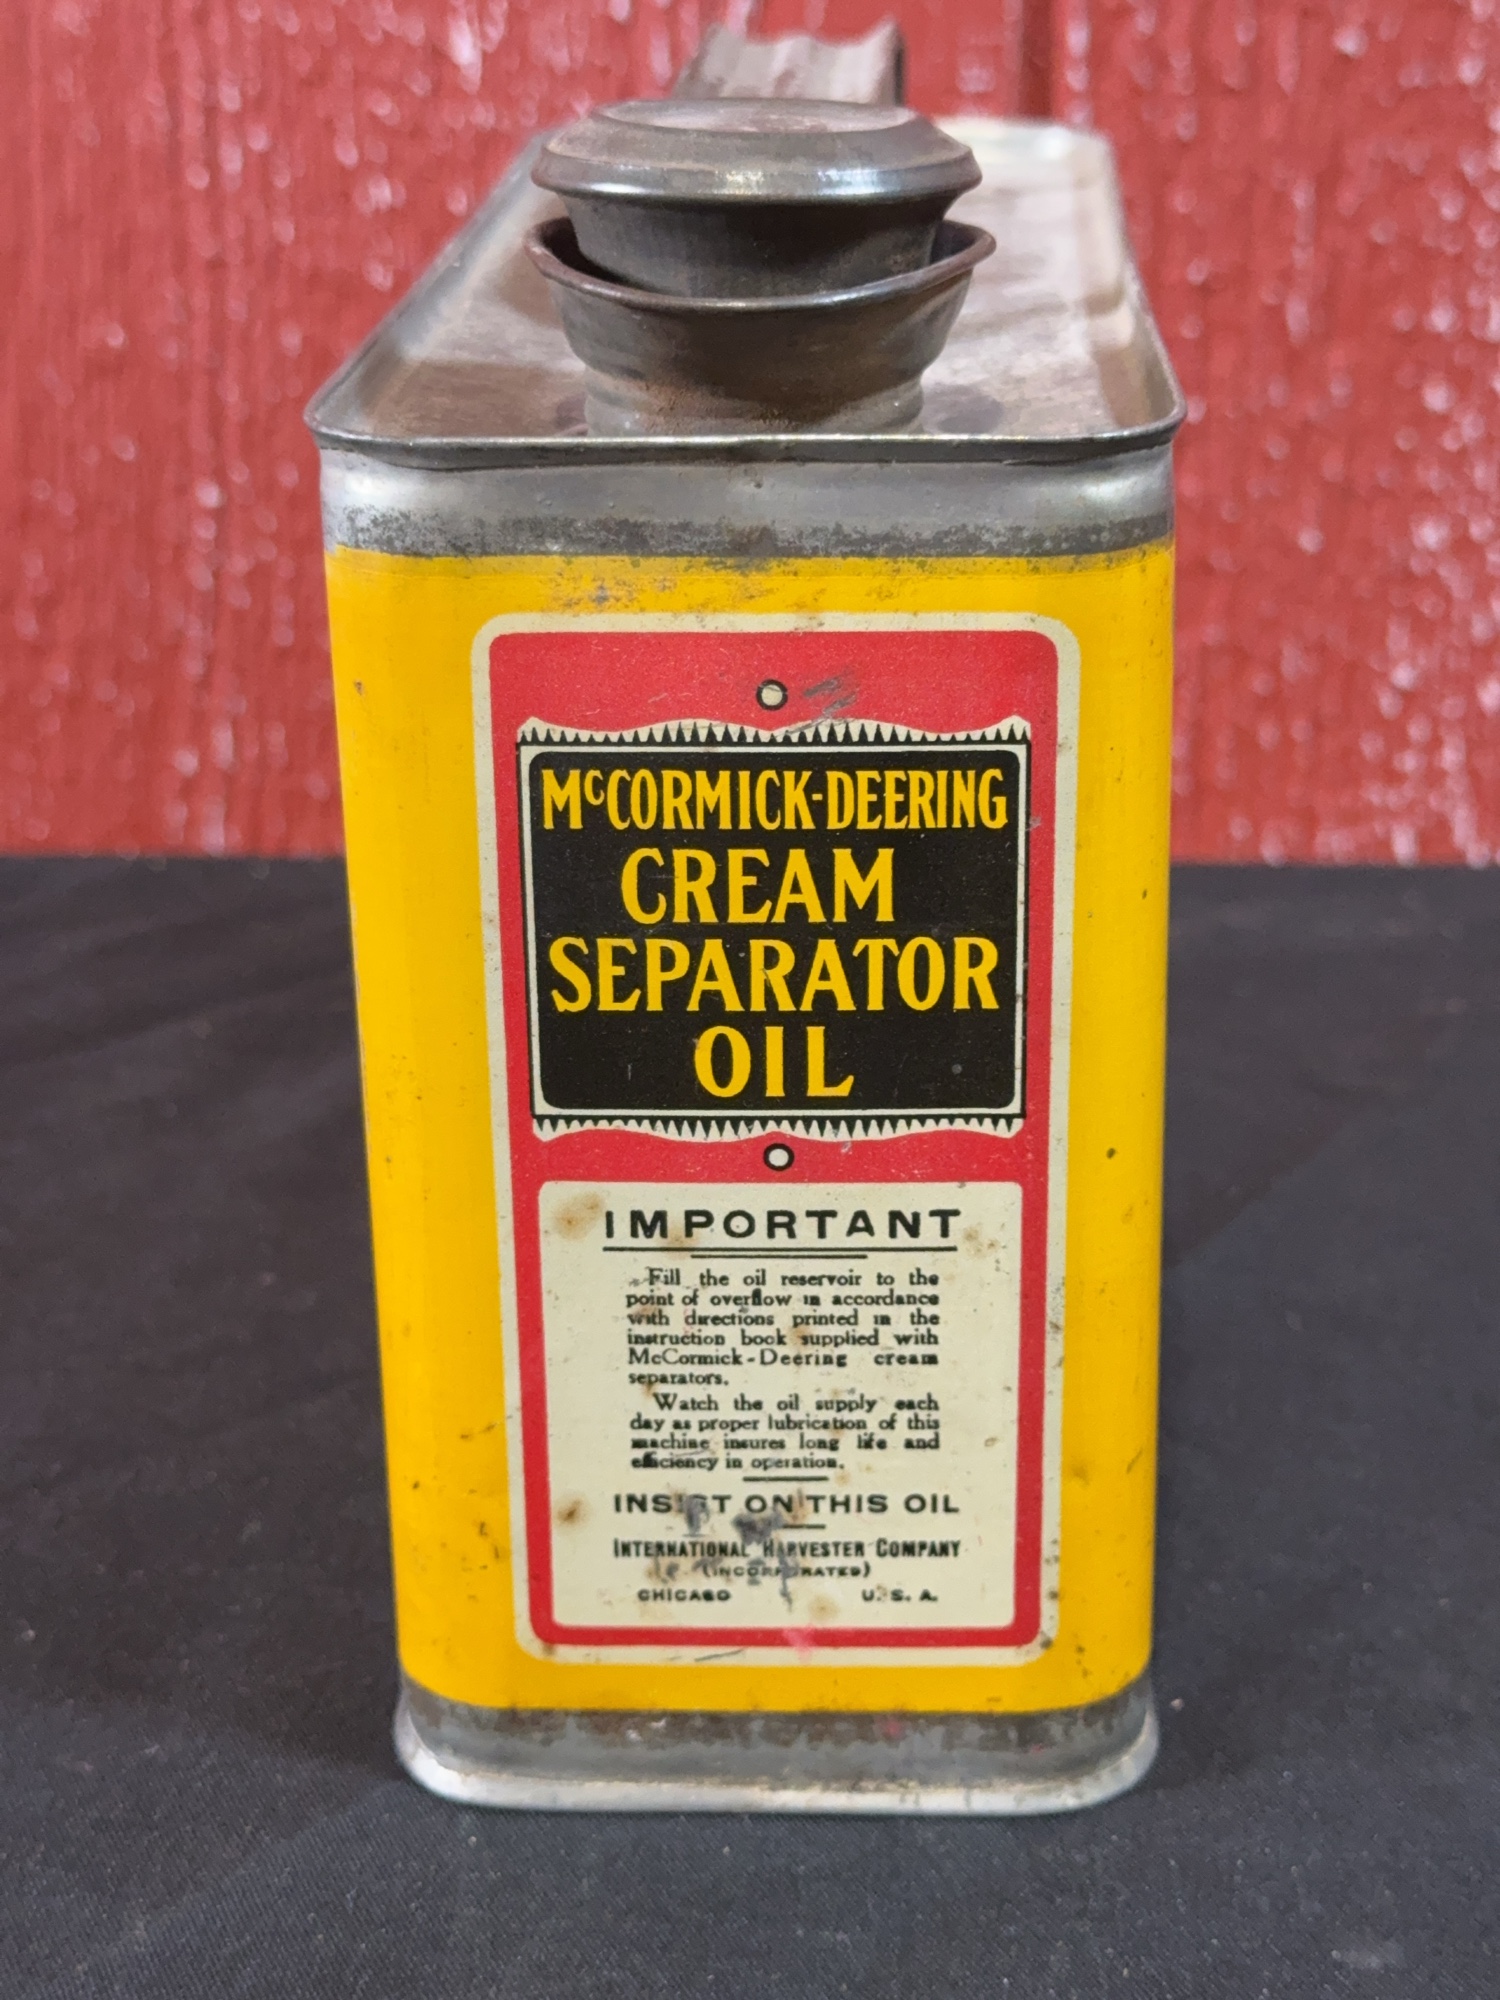 McCORMICK-DEERING
CREAM
SEPARATOR
OIL
IMPORTANT
Fill the oil reservoir to the
point of overflow in accordance
with directions printed in the
instruction book supplied with
McCormick-Deering cream
separators.
Watch the oil supply each
day as proper lubrication of this
machine insures long life and
efficiency in operation.
INSIST ON THIS OIL
INTERNATIONAL HARVESTER COMPANY
(INCORPORATED)
CHICAGO U. S. A.